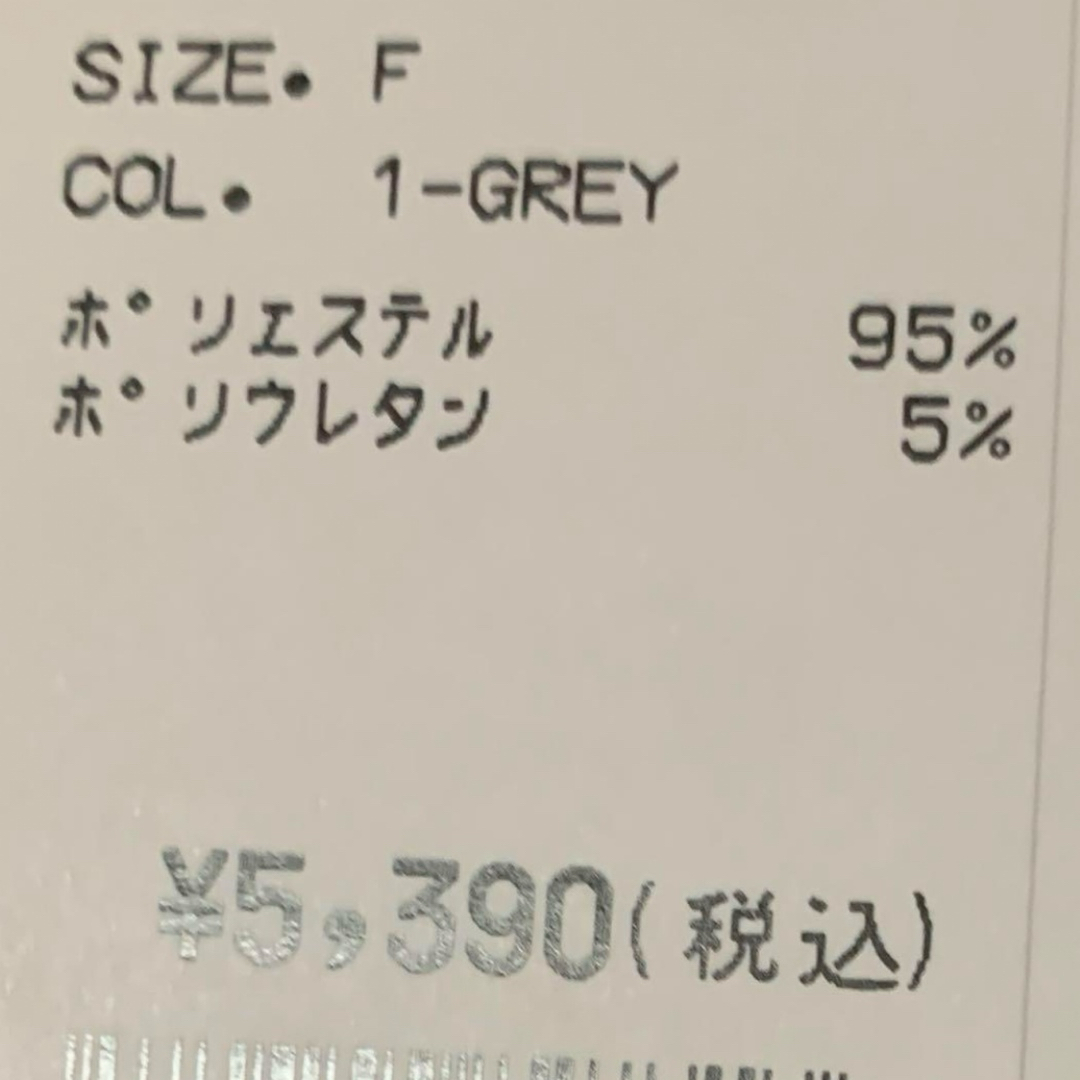 SIZE. F
COL. 1-GREY
ポリエステル 95%
ポリウレタン 5%
¥5,390(税込)